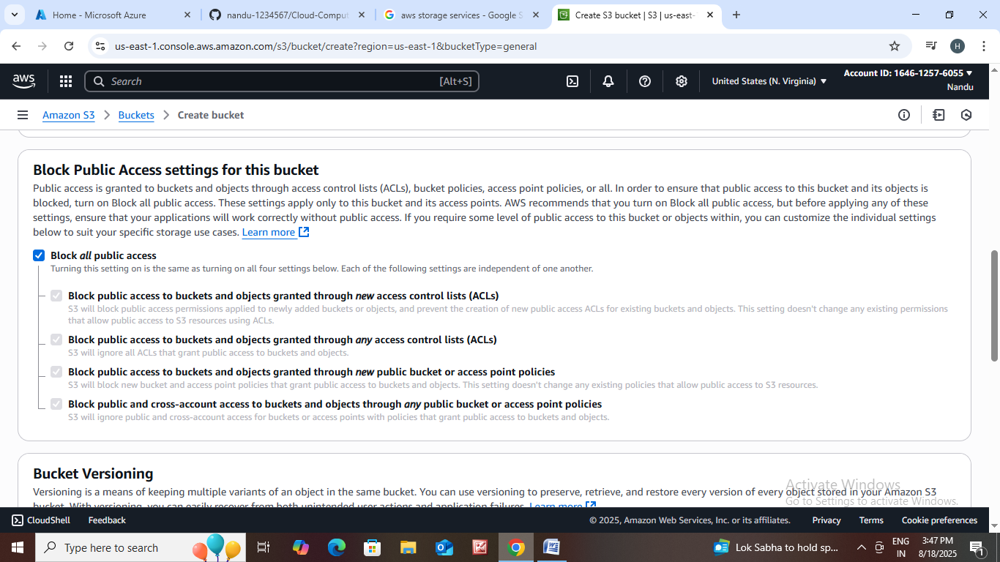 Home - Microsoft Azure
nandu-1234567/Cloud-Comput
aws storage services - Google S
Create S3 bucket | S3 | us-east-
us-east-1.console.aws.amazon.com/s3/bucket/create?region=us-east-1&bucketType=general
H
aws
Search
[Alt+S]
United States (N. Virginia)
Account ID: 1646-1257-6055
Nandu
Amazon S3
Buckets
Create bucket
Block Public Access settings for this bucket
Public access is granted to buckets and objects through access control lists (ACLs), bucket policies, access point policies, or all. In order to ensure that public access to this bucket and its objects is
blocked, turn on Block all public access. These settings apply only to this bucket and its access points. AWS recommends that you turn on Block all public access, but before applying any of these
settings, ensure that your applications will work correctly without public access. If you require some level of public access to this bucket or objects within, you can customize the individual settings
below to suit your specific storage use cases. Learn more
Block all public access
Turning this setting on is the same as turning on all four settings below. Each of the following settings are independent of one another.
Block public access to buckets and objects granted through new access control lists (ACLs)
S3 will block public access permissions applied to newly added buckets or objects, and prevent the creation of new public access ACLs for existing buckets and objects. This setting doesn't change any existing permissions
that allow public access to S3 resources using ACLs.
Block public access to buckets and objects granted through any access control lists (ACLs)
S3 will ignore all ACLs that grant public access to buckets and objects.
Block public access to buckets and objects granted through new public bucket or access point policies
S3 will block new bucket and access point policies that grant public access to buckets and objects. This setting doesn't change any existing policies that allow public access to S3 resources.
Block public and cross-account access to buckets and objects through any public bucket or access point policies
S3 will ignore public and cross-account access for buckets or access points with policies that grant public access to buckets and objects.
Bucket Versioning
Versioning is a means of keeping multiple variants of an object in the same bucket. You can use versioning to preserve, retrieve, and restore every version of every object stored in your Amazon S3
bucket. With versioning, you can easily recover from both unintended user actions and application failures. Learn more
Activate Windows
Go to Settings to activate Windows.
CloudShell
Feedback
© 2025, Amazon Web Services, Inc. or its affiliates.
Privacy
Terms
Cookie preferences
Type here to search
Lok Sabha to hold sp...
ENG
IN
3:47 PM
8/18/2025
1